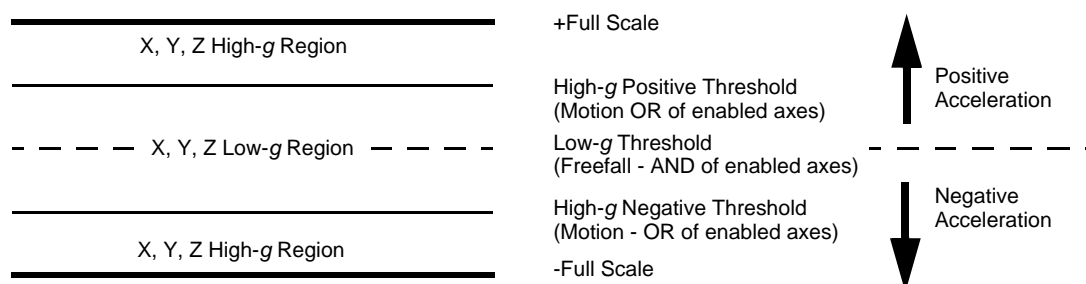 +Full Scale
X, Y, Z High-g Region
High-g Positive Threshold
(Motion OR of enabled axes)
Positive
Acceleration
X, Y, Z Low-g Region
Low-g Threshold
(Freefall - AND of enabled axes)
High-g Negative Threshold
(Motion - OR of enabled axes)
Negative
Acceleration
X, Y, Z High-g Region
-Full Scale